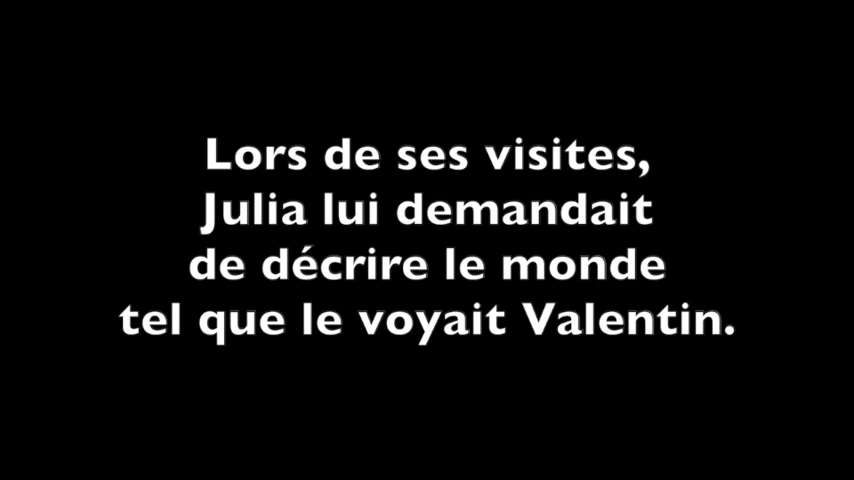 Lors de ses visites,
Julia lui demandait
de décrire le monde
tel que le voyait Valentin.